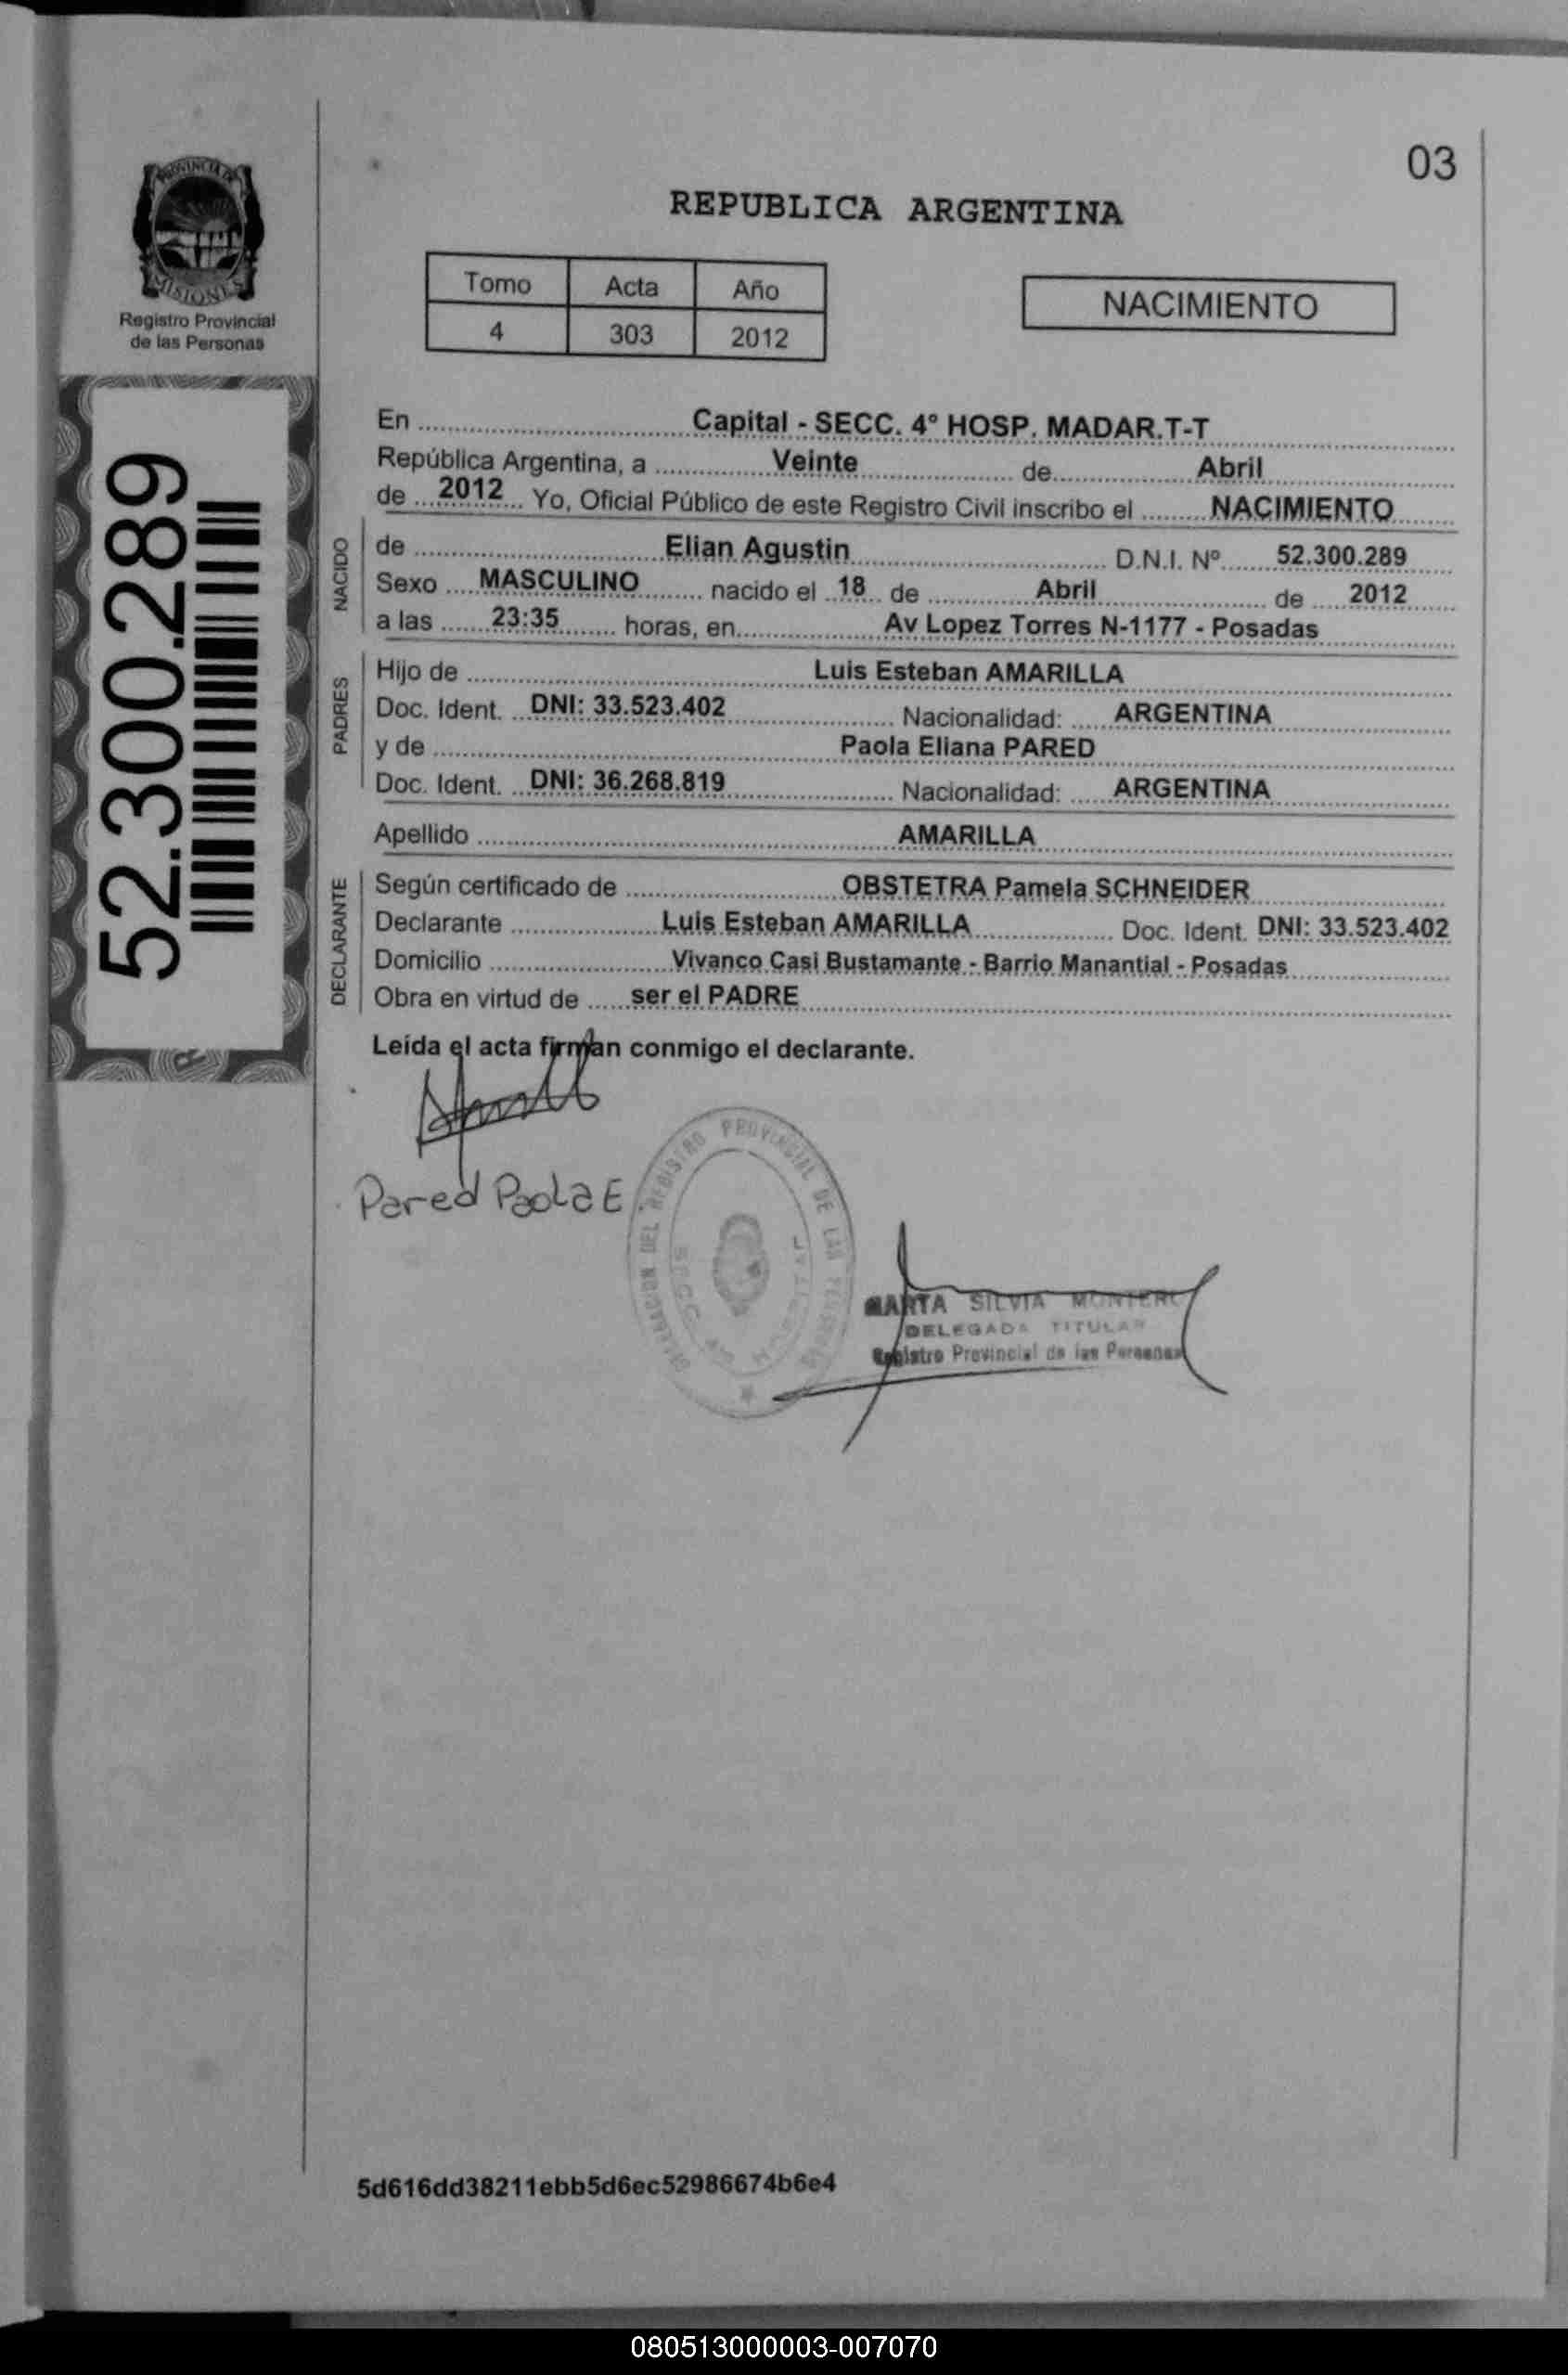 03
PROVINCIA DE
MISIONES
Registro Provincial
de las Personas
REPUBLICA ARGENTINA
Tomo Acta Año
4 303 2012
NACIMIENTO
52.300.289
En Capital - SECC. 4° HOSP. MADAR.T-T
República Argentina, a Veinte de Abril
de 2012 Yo, Oficial Público de este Registro Civil inscribo el NACIMIENTO
NACIDO
de Elian Agustin D.N.I. Nº 52.300.289
Sexo MASCULINO nacido el 18 de Abril de 2012
a las 23:35 horas, en Av Lopez Torres N-1177 - Posadas
PADRES
Hijo de Luis Esteban AMARILLA
Doc. Ident. DNI: 33.523.402 Nacionalidad: ARGENTINA
y de Paola Eliana PARED
Doc. Ident. DNI: 36.268.819 Nacionalidad: ARGENTINA
Apellido AMARILLA
DECLARANTE
Según certificado de OBSTETRA Pamela SCHNEIDER
Declarante Luis Esteban AMARILLA Doc. Ident. DNI: 33.523.402
Domicilio Vivanco Casi Bustamante - Barrio Manantial - Posadas
Obra en virtud de ser el PADRE
Leída el acta firman conmigo el declarante.
Pared Paola E
DEL REGISTRO PROVINCIAL DE LAS
SECC
MARTA SILVIA
DELEGADA TITULAR
Registro Provincial de las Personas
5d616dd38211ebb5d6ec52986674b6e4
080513000003-007070